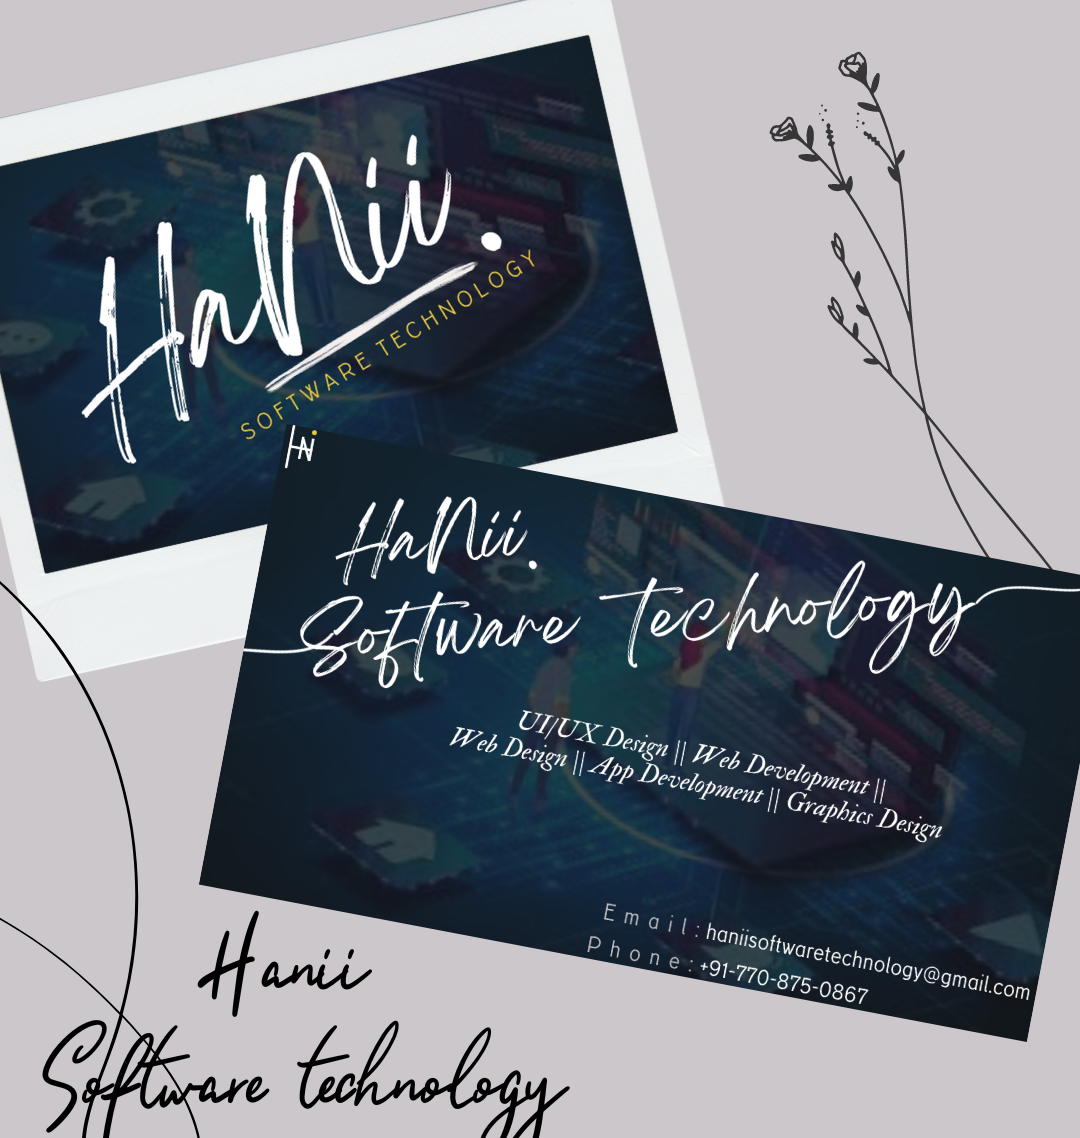 HaNii.
SOFTWARE TECHNOLOGY
HNi
HaNii.
Software Technology
UI/UX Design || Web Development ||
Web Design || App Development || Graphics Design
Email: haniisoftwaretechnology@gmail.com
Phone: +91-770-875-0867
Hanii
Software technology